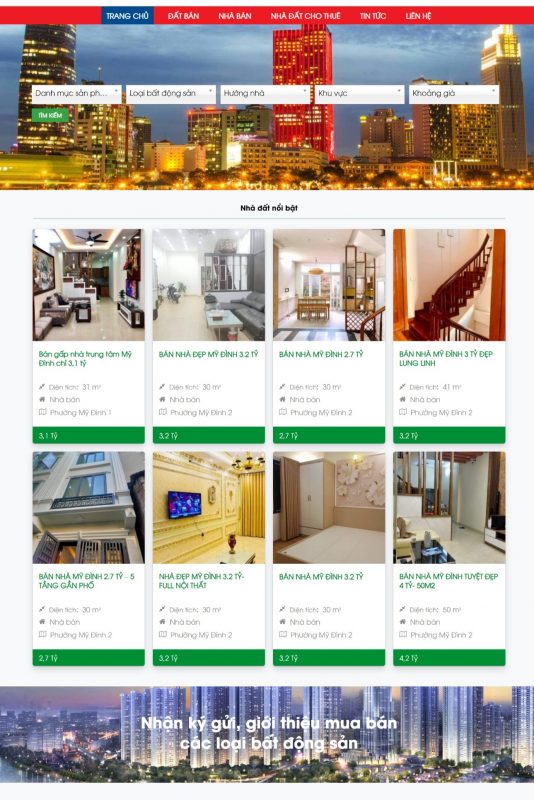 TRANG CHỦ ĐẤT BÁN NHÀ BÁN NHÀ ĐẤT CHO THUÊ TIN TỨC LIÊN HỆ
Danh mục sản ph... Loại bất động sản Hướng nhà Khu vực Khoảng giá
TÌM KIẾM
Nhà đất nổi bật
Bán gấp nhà trung tâm Mỹ
Đình chỉ 3,1 tỷ
Diện tích: 31 m²
Nhà bán
Phường Mỹ Đình 1
3,1 Tỷ
BÁN NHÀ ĐẸP MỸ ĐÌNH 3.2 TỶ
Diện tích: 30 m²
Nhà bán
Phường Mỹ Đình 2
3,2 Tỷ
BÁN NHÀ MỸ ĐÌNH 2.7 TỶ
Diện tích: 30 m²
Nhà bán
Phường Mỹ Đình 2
2,7 Tỷ
BÁN NHÀ MỸ ĐÌNH 3 TỶ ĐẸP
LUNG LINH
Diện tích: 41 m²
Nhà bán
Phường Mỹ Đình 2
3,2 Tỷ
BÁN NHÀ MỸ ĐÌNH 2.7 TỶ - 5
TẦNG GẦN PHỐ
Diện tích: 30 m²
Nhà bán
Phường Mỹ Đình 2
2,7 Tỷ
NHÀ ĐẸP MỸ ĐÌNH 3.2 TỶ-
FULL NỘI THẤT
Diện tích: 30 m²
Nhà bán
Phường Mỹ Đình 2
3,2 Tỷ
BÁN NHÀ MỸ ĐÌNH 3.2 TỶ
Diện tích: 30 m²
Nhà bán
Phường Mỹ Đình 2
3,2 Tỷ
BÁN NHÀ MỸ ĐÌNH TUYỆT ĐẸP
4 TỶ- 50M2
Diện tích: 50 m²
Nhà bán
Phường Mỹ Đình 2
4,2 Tỷ
Nhận ký gửi, giới thiệu mua bán
các loại bất động sản